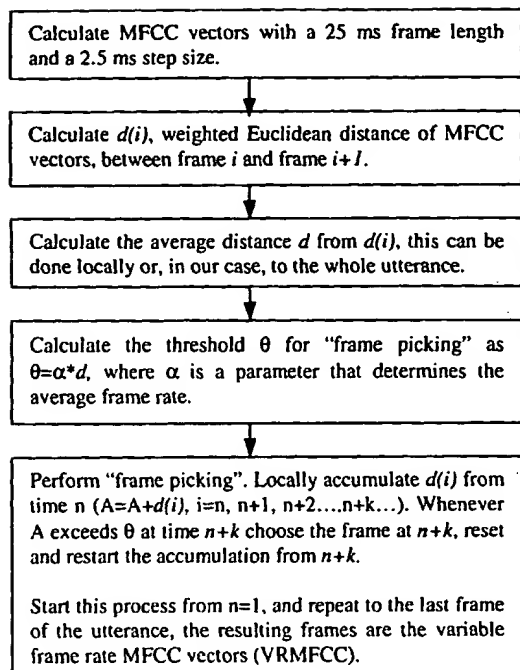 Calculate MFCC vectors with a 25 ms frame length
and a 2.5 ms step size.
Calculate d(i), weighted Euclidean distance of MFCC
vectors, between frame i and frame i+1.
Calculate the average distance d from d(i), this can be
done locally or, in our case, to the whole utterance.
Calculate the threshold θ for "frame picking" as
θ=α*d, where α is a parameter that determines the
average frame rate.
Perform "frame picking". Locally accumulate d(i) from
time n (A=A+d(i), i=n, n+1, n+2....n+k...). Whenever
A exceeds θ at time n+k choose the frame at n+k, reset
and restart the accumulation from n+k.
Start this process from n=1, and repeat to the last frame
of the utterance, the resulting frames are the variable
frame rate MFCC vectors (VRMFCC).